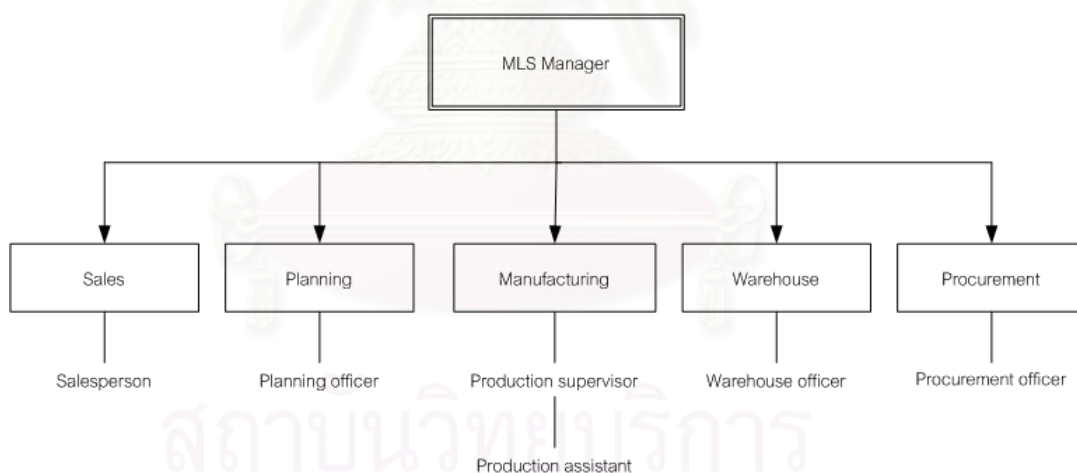 MLS Manager
Sales
Planning
Manufacturing
Warehouse
Procurement
Salesperson
Planning officer
Production supervisor
Warehouse officer
Procurement officer
สถาบันวิทยบริการ
Production assistant